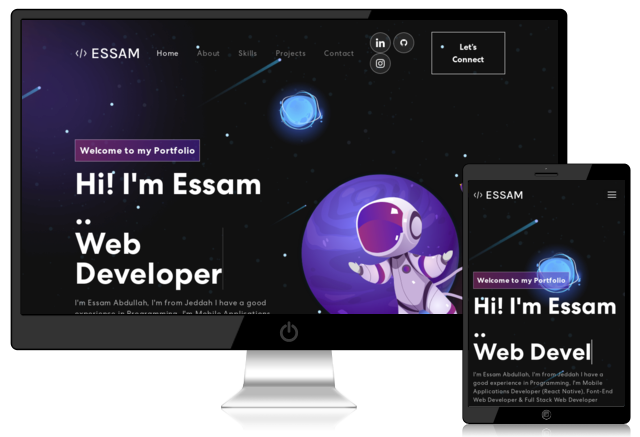 </> ESSAM
Home About Skills Projects Contact
Let's
Connect
Welcome to my Portfolio
Hi! I'm Essam
..
Web
Developer
I'm Essam Abdullah, I'm from Jeddah I have a good
experience in Programming, I'm Mobile Applications
</> ESSAM
Welcome to my Portfolio
Hi! I'm Essam
..
Web Devel
I'm Essam Abdullah, I'm from Jeddah I have a
good experience in Programming, I'm Mobile
Applications Developer (React Native), Font-End
Web Developer & Full Stack Web Developer